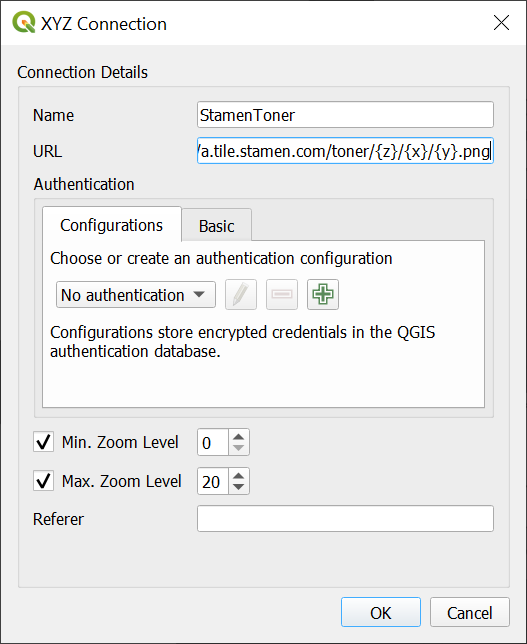 XYZ Connection
Connection Details
Name StamenToner
URL /a.tile.stamen.com/toner/{z}/{x}/{y}.png
Authentication
Configurations Basic
Choose or create an authentication configuration
No authentication
Configurations store encrypted credentials in the QGIS
authentication database.
Min. Zoom Level 0
Max. Zoom Level 20
Referer
OK Cancel